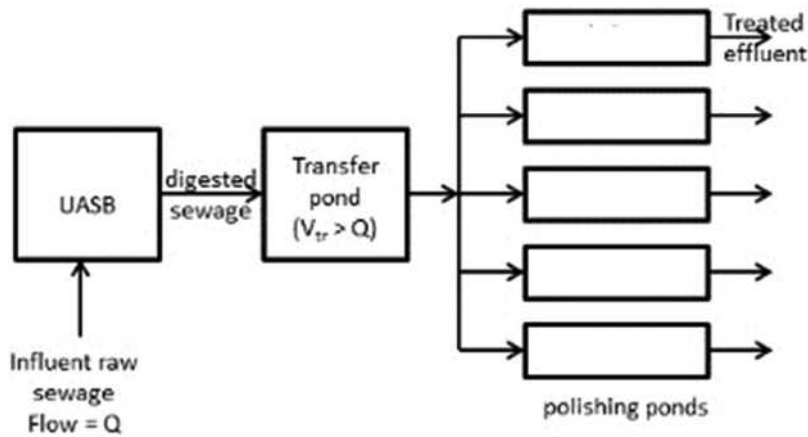 Treated
effluent
UASB
digested
sewage
Transfer
pond
(Vtr > Q)
Influent raw
sewage
Flow = Q
polishing ponds